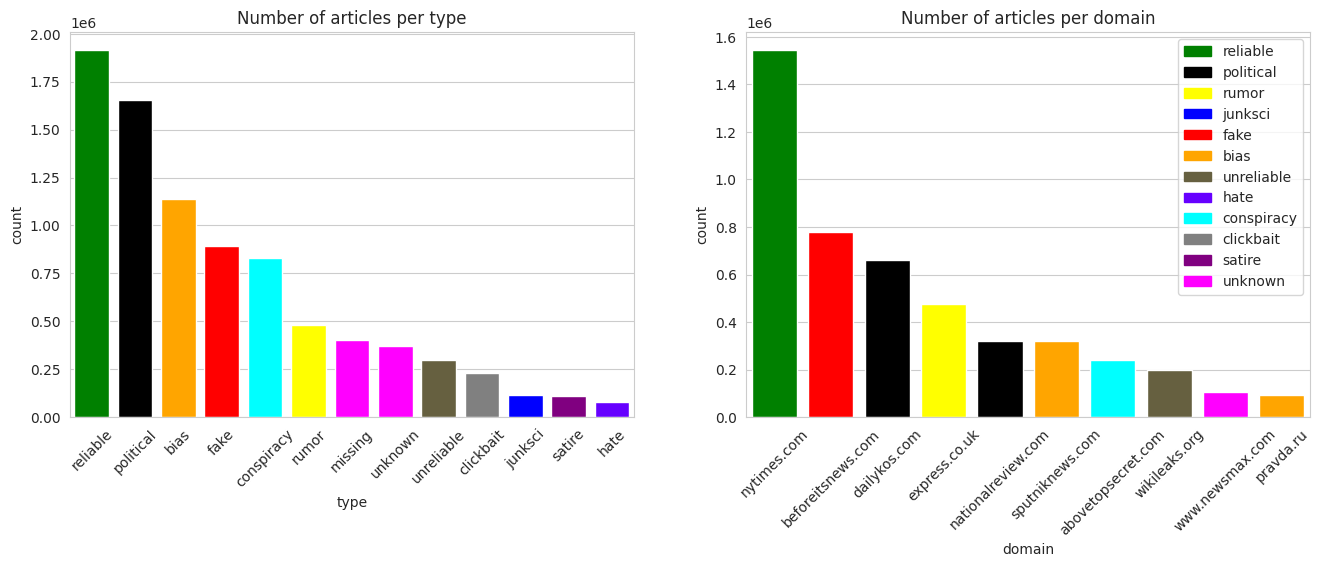 Number of articles per type
1e6
2.00
1.75
1.50
1.25
1.00
0.75
0.50
0.25
0.00
count
reliable
political
bias
fake
conspiracy
rumor
missing
unknown
unreliable
clickbait
junksci
satire
hate
type
Number of articles per domain
1e6
1.6
1.4
1.2
1.0
0.8
0.6
0.4
0.2
0.0
count
reliable
political
rumor
junksci
fake
bias
unreliable
hate
conspiracy
clickbait
satire
unknown
nytimes.com
beforeitsnews.com
dailykos.com
express.co.uk
nationalreview.com
sputniknews.com
abovetopsecret.com
wikileaks.org
www.newsmax.com
pravda.ru
domain